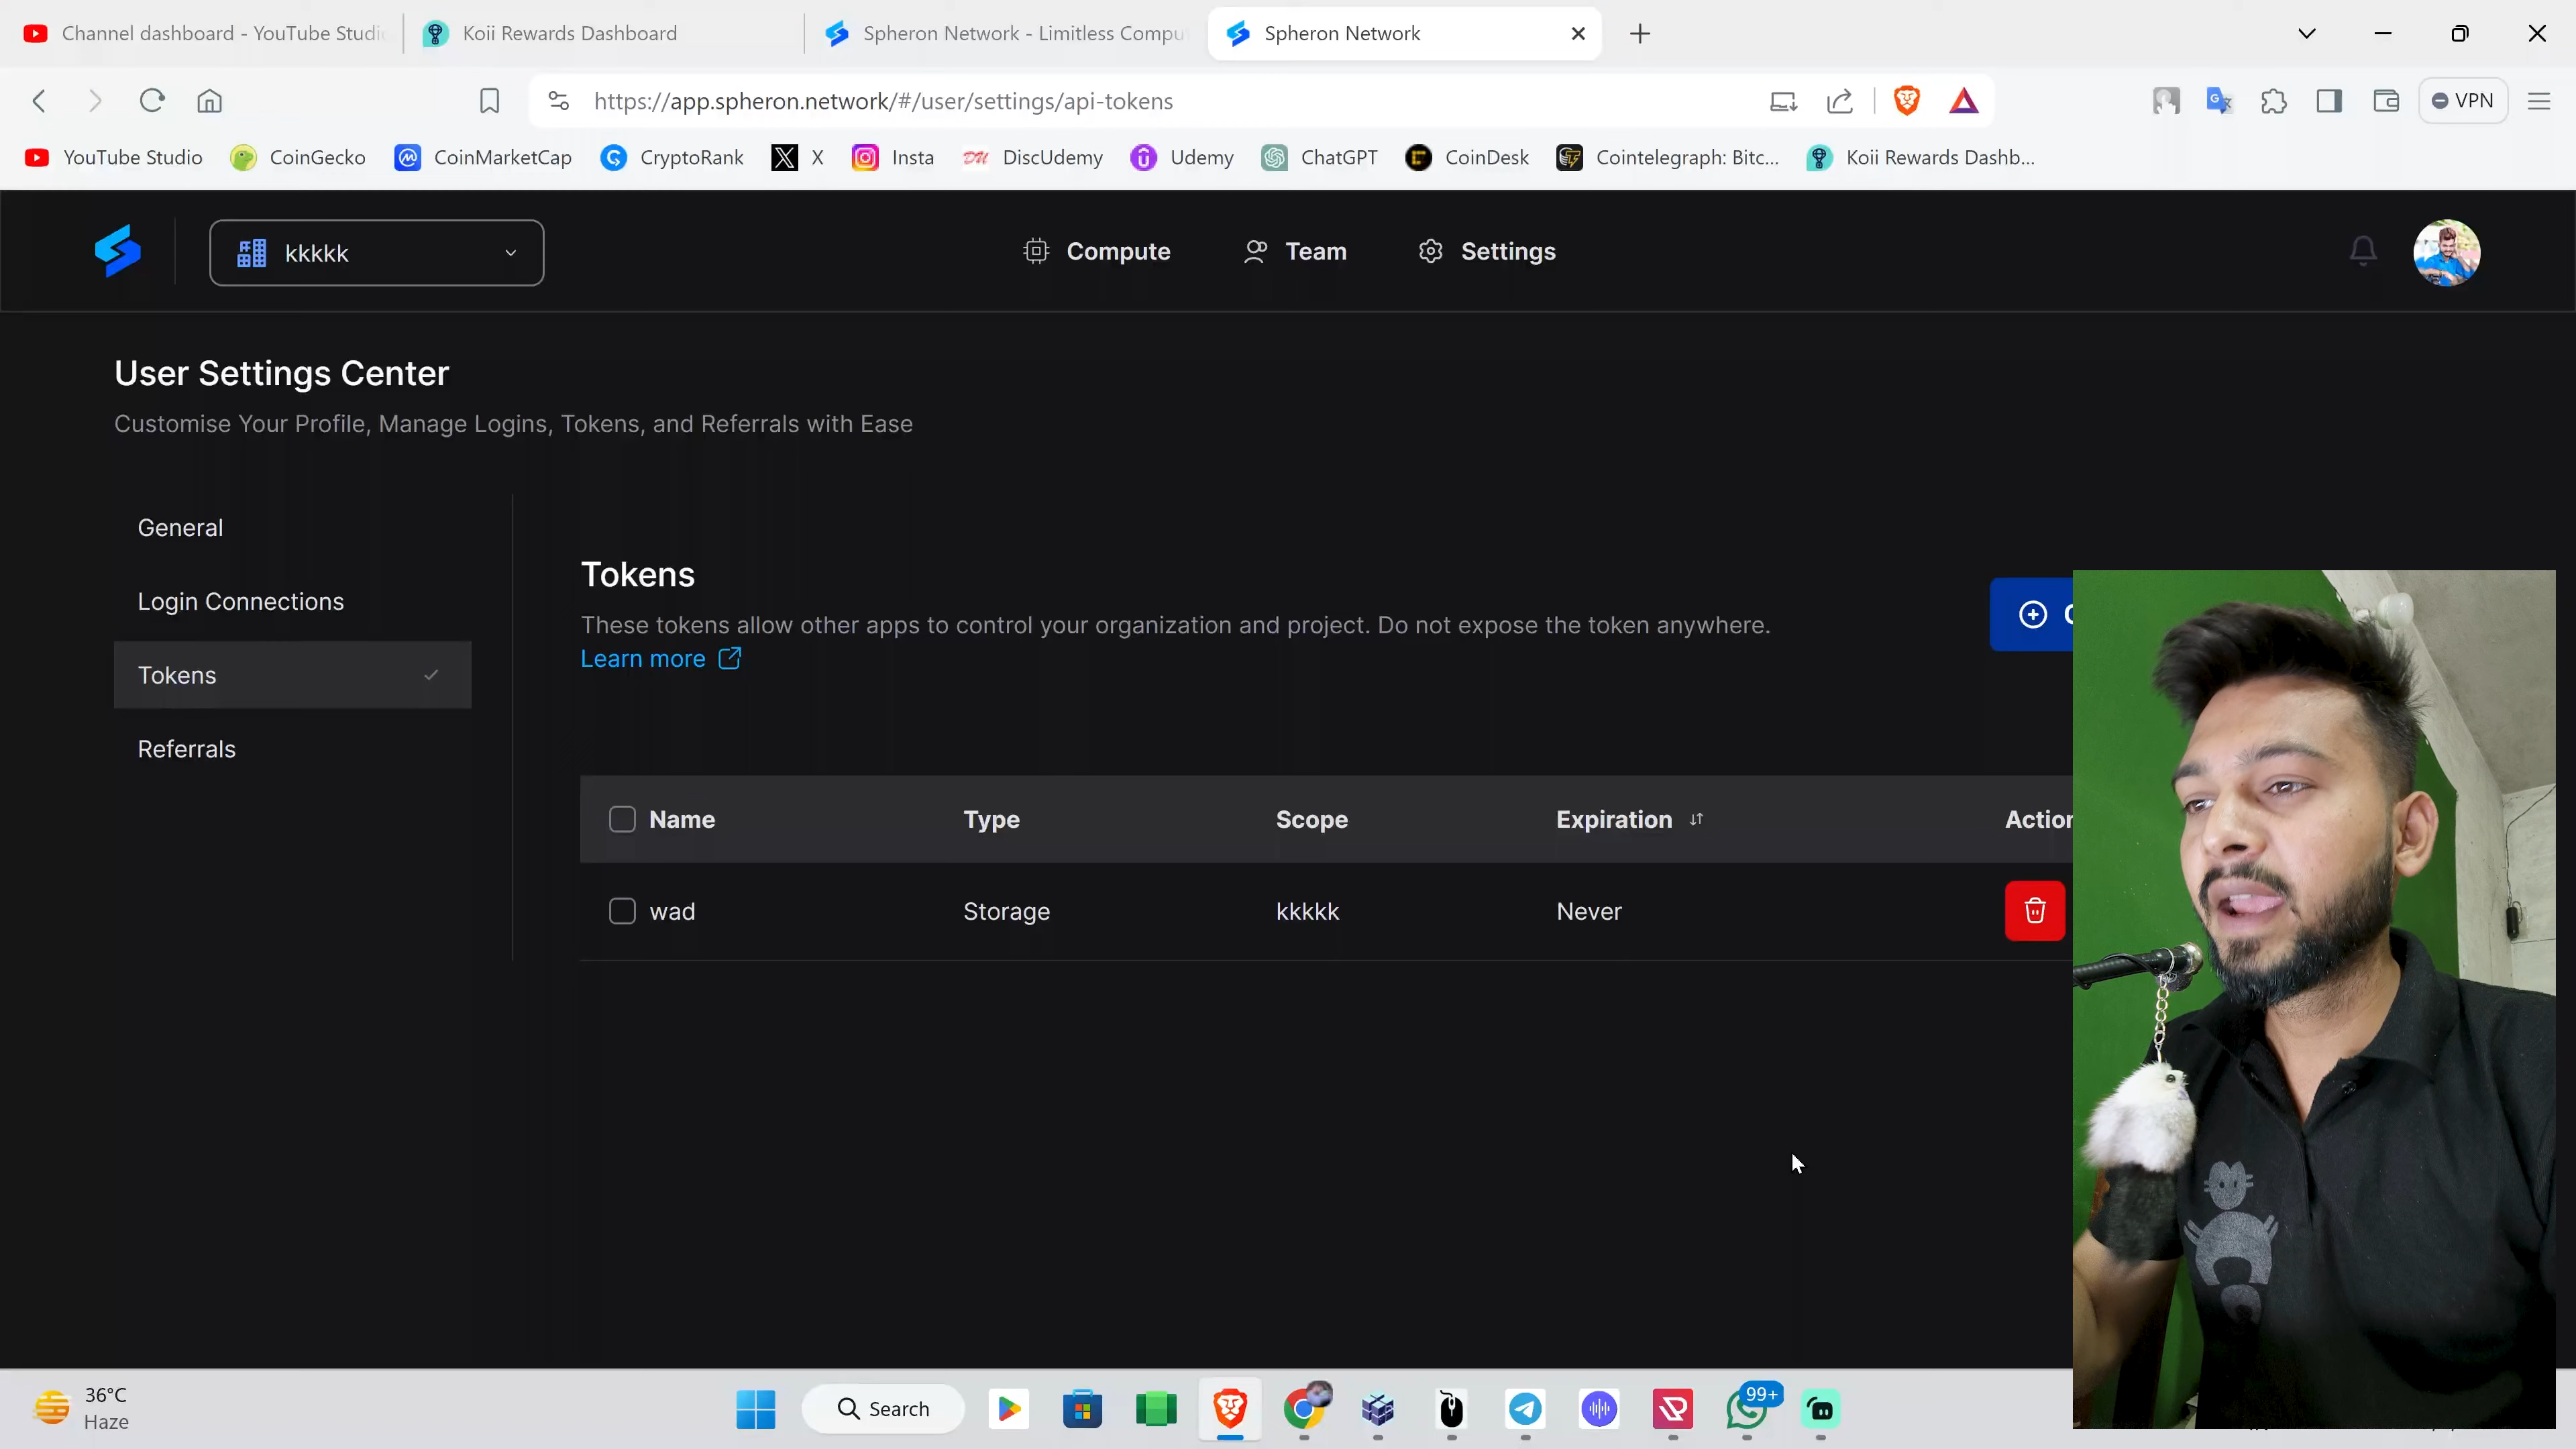 Channel dashboard - YouTube Studi
Koii Rewards Dashboard
Spheron Network - Limitless Compu
Spheron Network
https://app.spheron.network/#/user/settings/api-tokens
VPN
YouTube Studio
CoinGecko
CoinMarketCap
CryptoRank
X
Insta
DU DiscUdemy
Udemy
ChatGPT
CoinDesk
Cointelegraph: Bitc...
Koii Rewards Dashb...
kkkkk
Compute
Team
Settings
User Settings Center
Customise Your Profile, Manage Logins, Tokens, and Referrals with Ease
General
Login Connections
Tokens
Referrals
Tokens
These tokens allow other apps to control your organization and project. Do not expose the token anywhere.
Learn more
Name Type Scope Expiration Action
wad Storage kkkkk Never
36°C
Haze
Search
99+